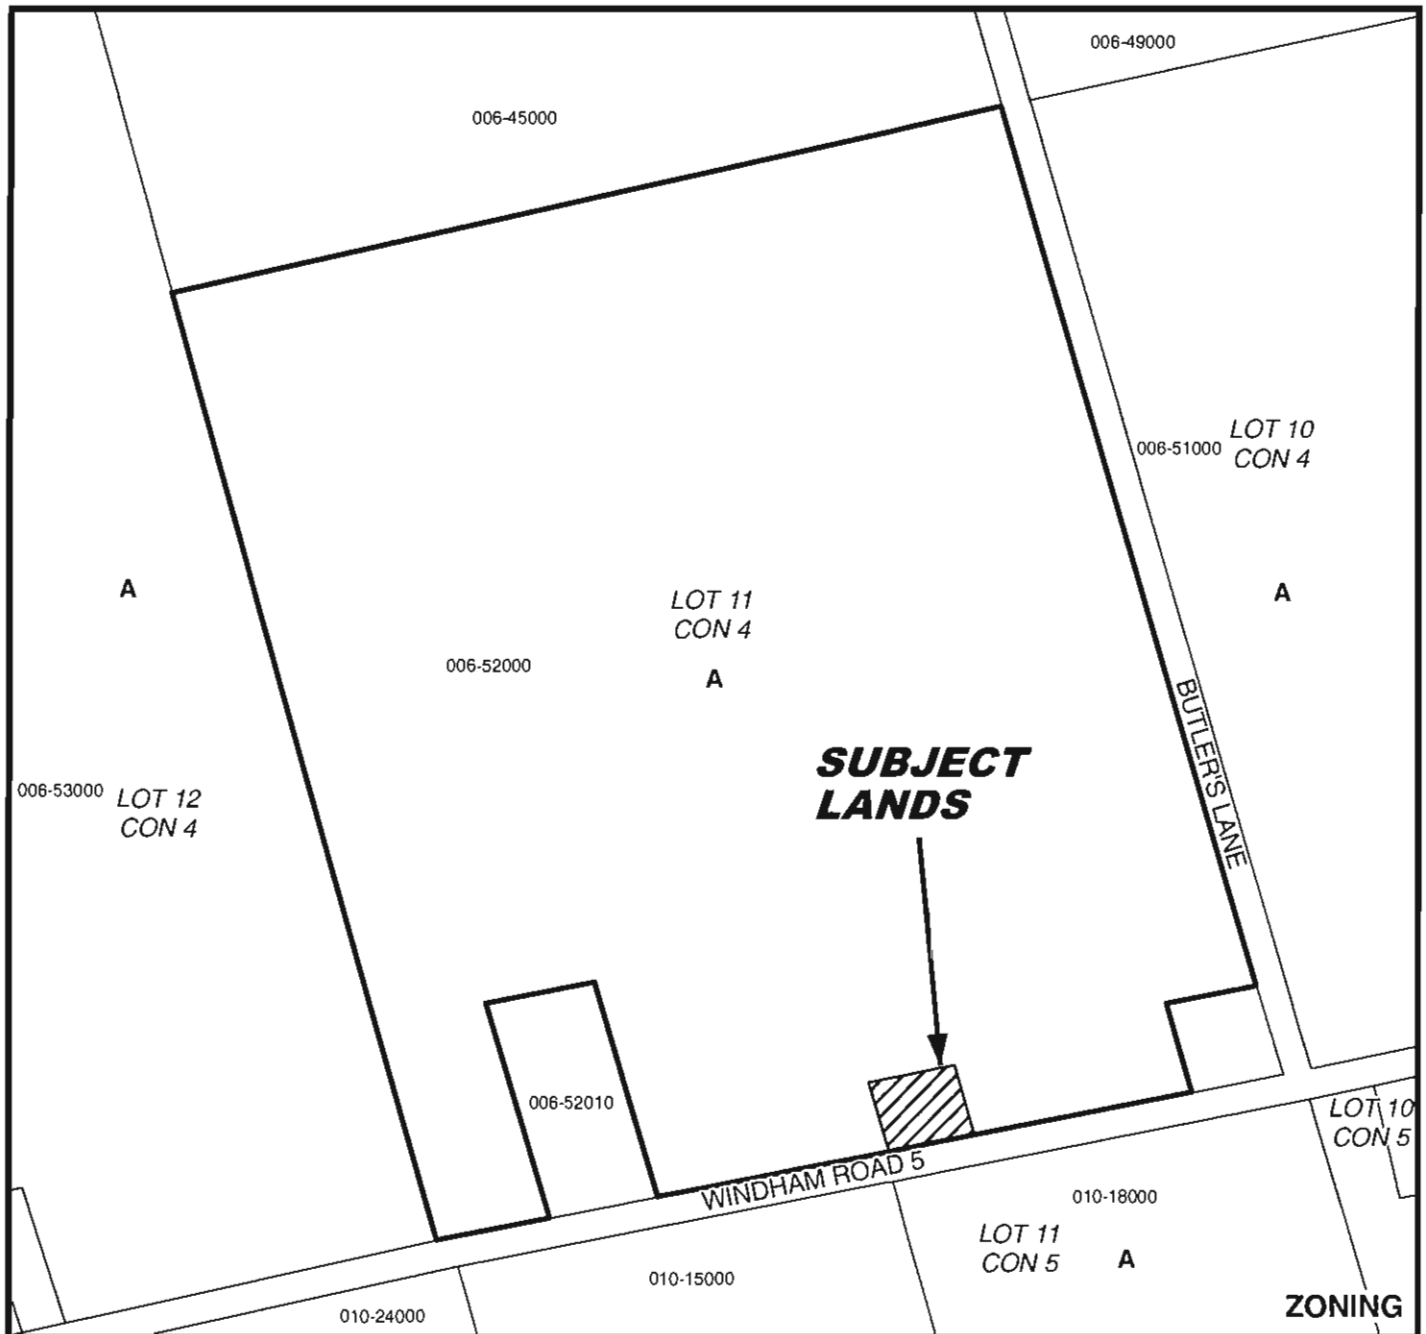 006-49000
006-45000
LOT 10
006-51000
CON 4
A
A
LOT 11
CON 4
006-52000
A
BUTLER'S LANE
SUBJECT
LANDS
006-53000
LOT 12
CON 4
006-52010
LOT 10
CON 5
WINDHAM ROAD 5
010-18000
LOT 11
CON 5
A
010-15000
010-24000
ZONING